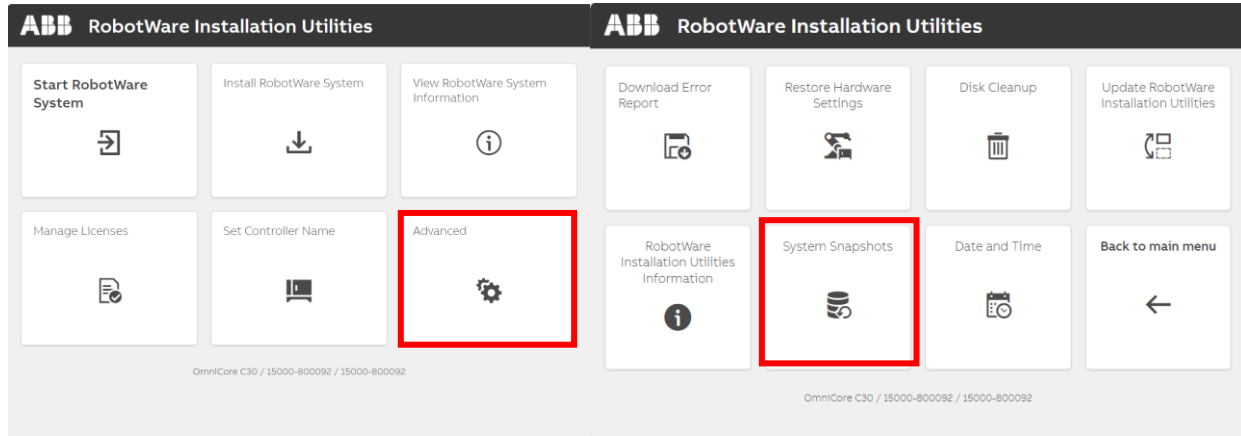 ABB RobotWare Installation Utilities
Start RobotWare
System
Install RobotWare System
View RobotWare System
Information
Manage Licenses
Set Controller Name
Advanced
OmniCore C30 / 15000-800092 / 15000-800092
ABB RobotWare Installation Utilities
Download Error
Report
Restore Hardware
Settings
Disk Cleanup
Update RobotWare
Installation Utilities
RobotWare
Installation Utilities
Information
System Snapshots
Date and Time
Back to main menu
OmniCore C30 / 15000-800092 / 15000-800092